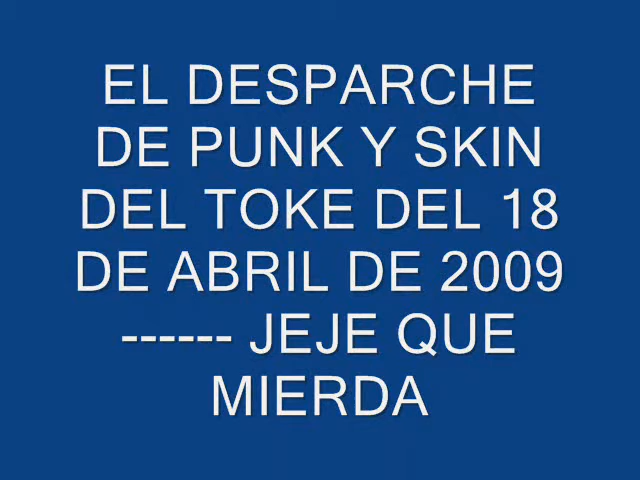 EL DESPARCHE
DE PUNK Y SKIN
DEL TOKE DEL 18
DE ABRIL DE 2009
------ JEJE QUE
MIERDA